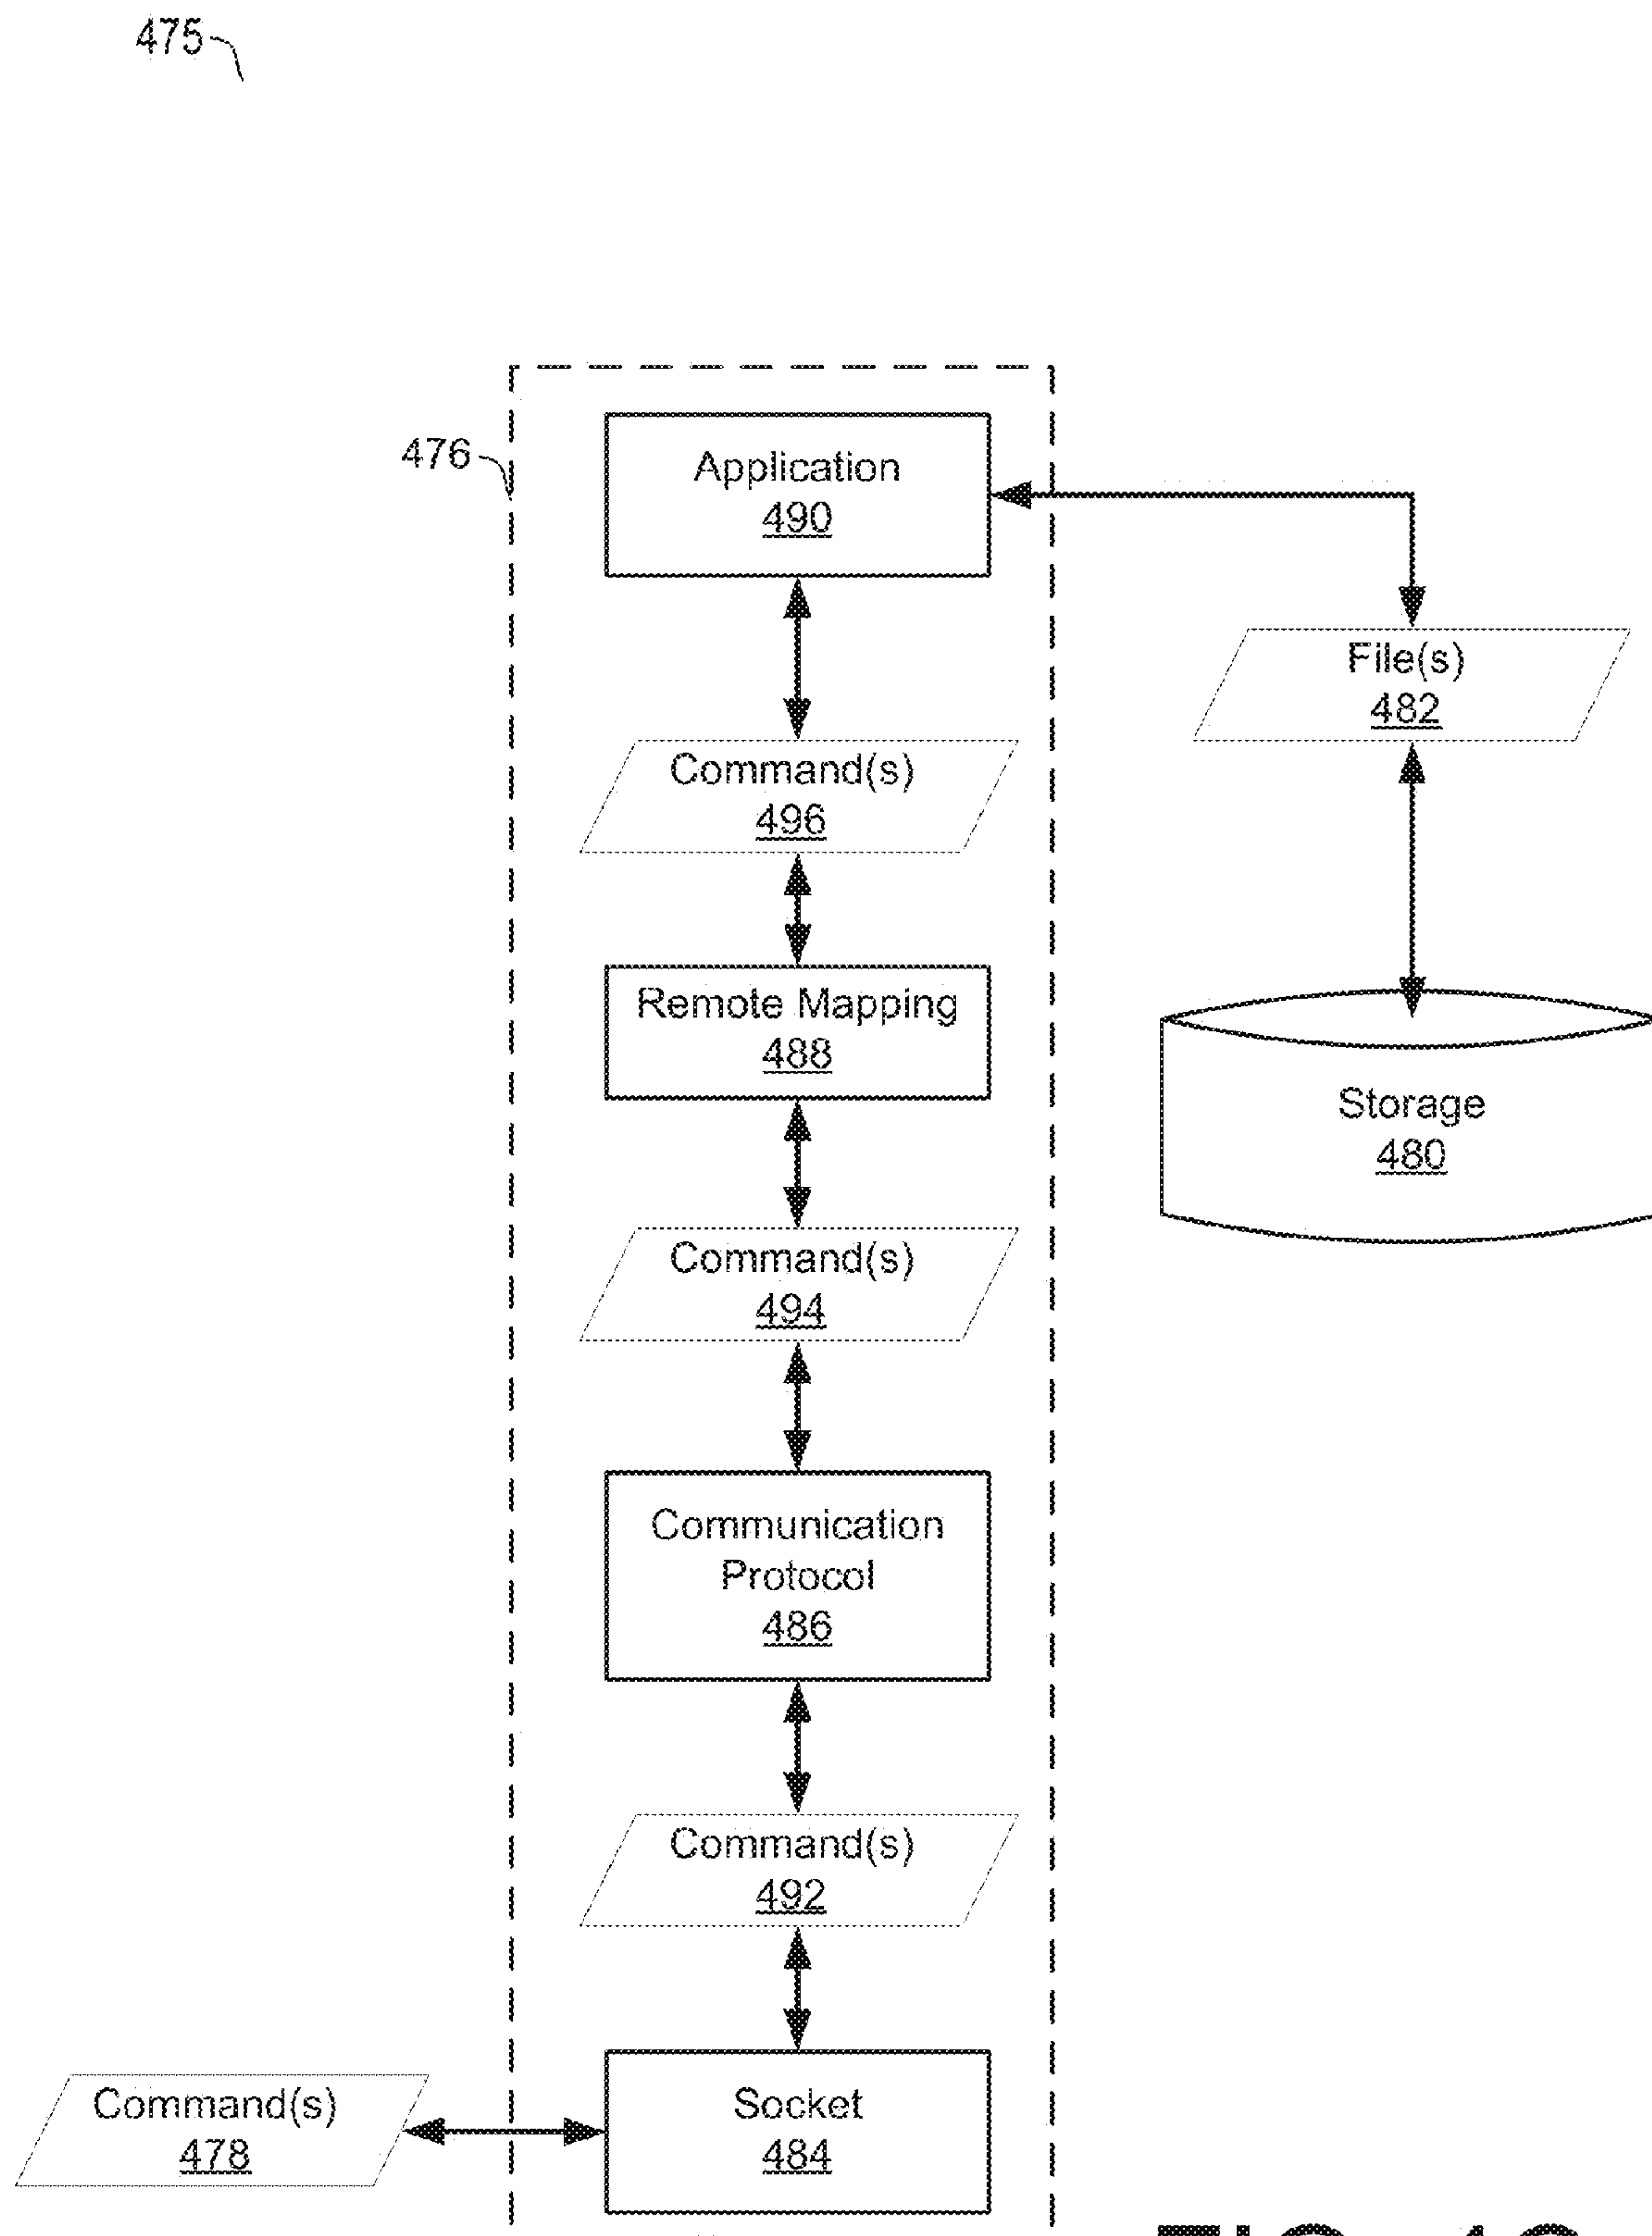 475
476
Application
490
File(s)
482
Command(s)
496
Remote Mapping
488
Storage
480
Command(s)
494
Communication
Protocol
486
Command(s)
492
Command(s)
478
Socket
484